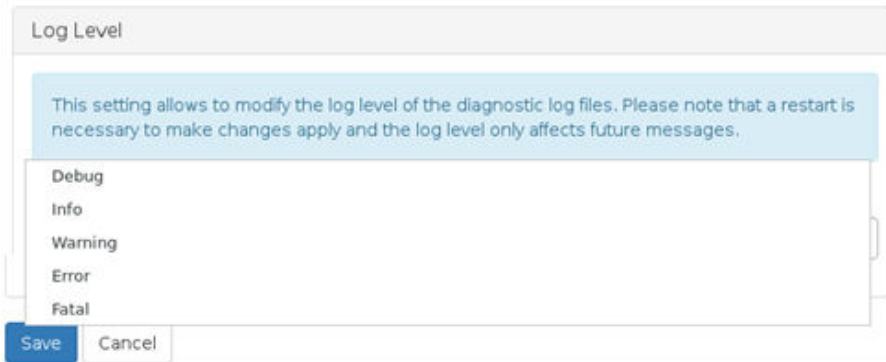 Log Level
This setting allows to modify the log level of the diagnostic log files. Please note that a restart is
necessary to make changes apply and the log level only affects future messages.
Debug
Info
Warning
Error
Fatal
Save Cancel